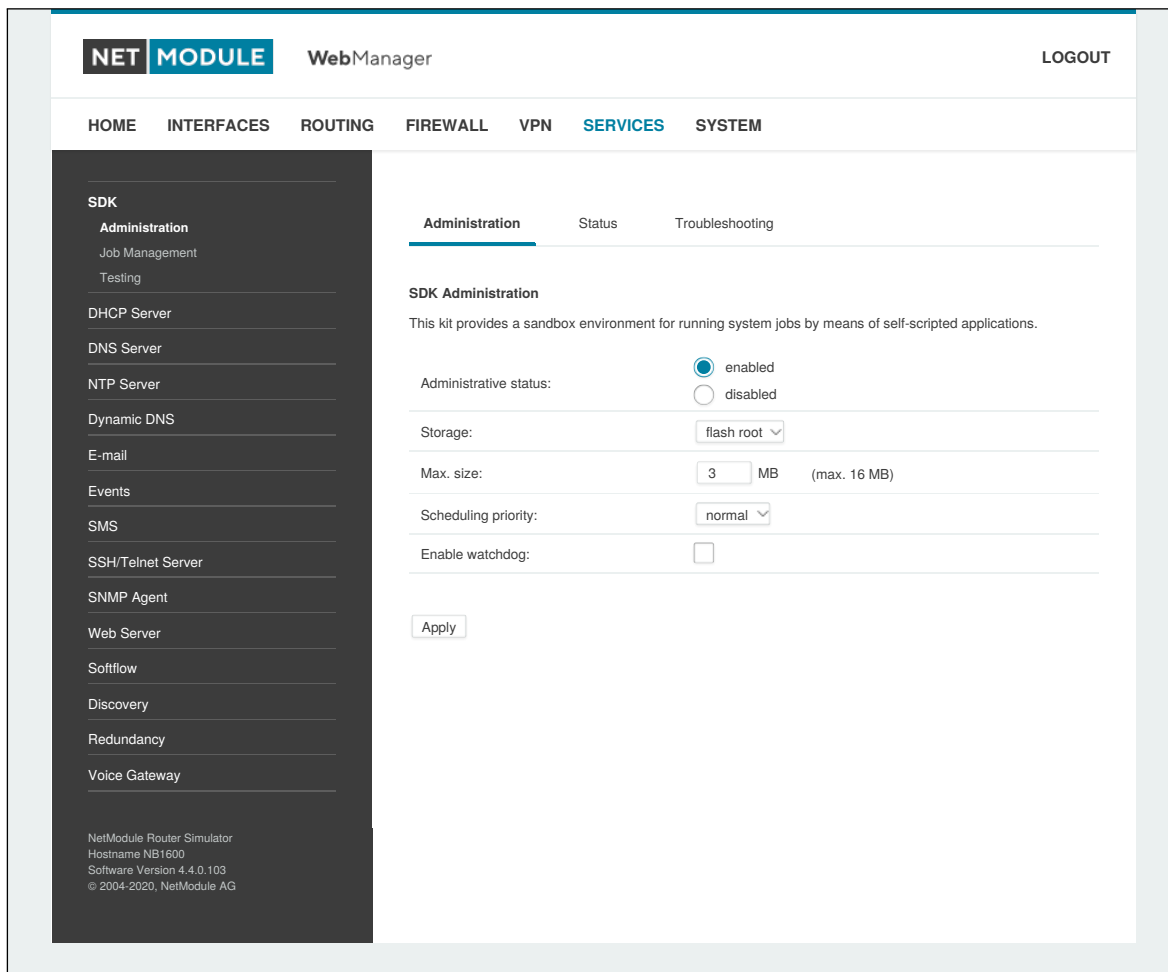 NET MODULE WebManager LOGOUT
HOME INTERFACES ROUTING FIREWALL VPN SERVICES SYSTEM
SDK
Administration
Job Management
Testing
DHCP Server
DNS Server
NTP Server
Dynamic DNS
E-mail
Events
SMS
SSH/Telnet Server
SNMP Agent
Web Server
Softflow
Discovery
Redundancy
Voice Gateway
NetModule Router Simulator
Hostname NB1600
Software Version 4.4.0.103
© 2004-2020, NetModule AG
Administration Status Troubleshooting
SDK Administration
This kit provides a sandbox environment for running system jobs by means of self-scripted applications.
Administrative status:
enabled
disabled
Storage: flash root
Max. size: 3 MB (max. 16 MB)
Scheduling priority: normal
Enable watchdog:
Apply